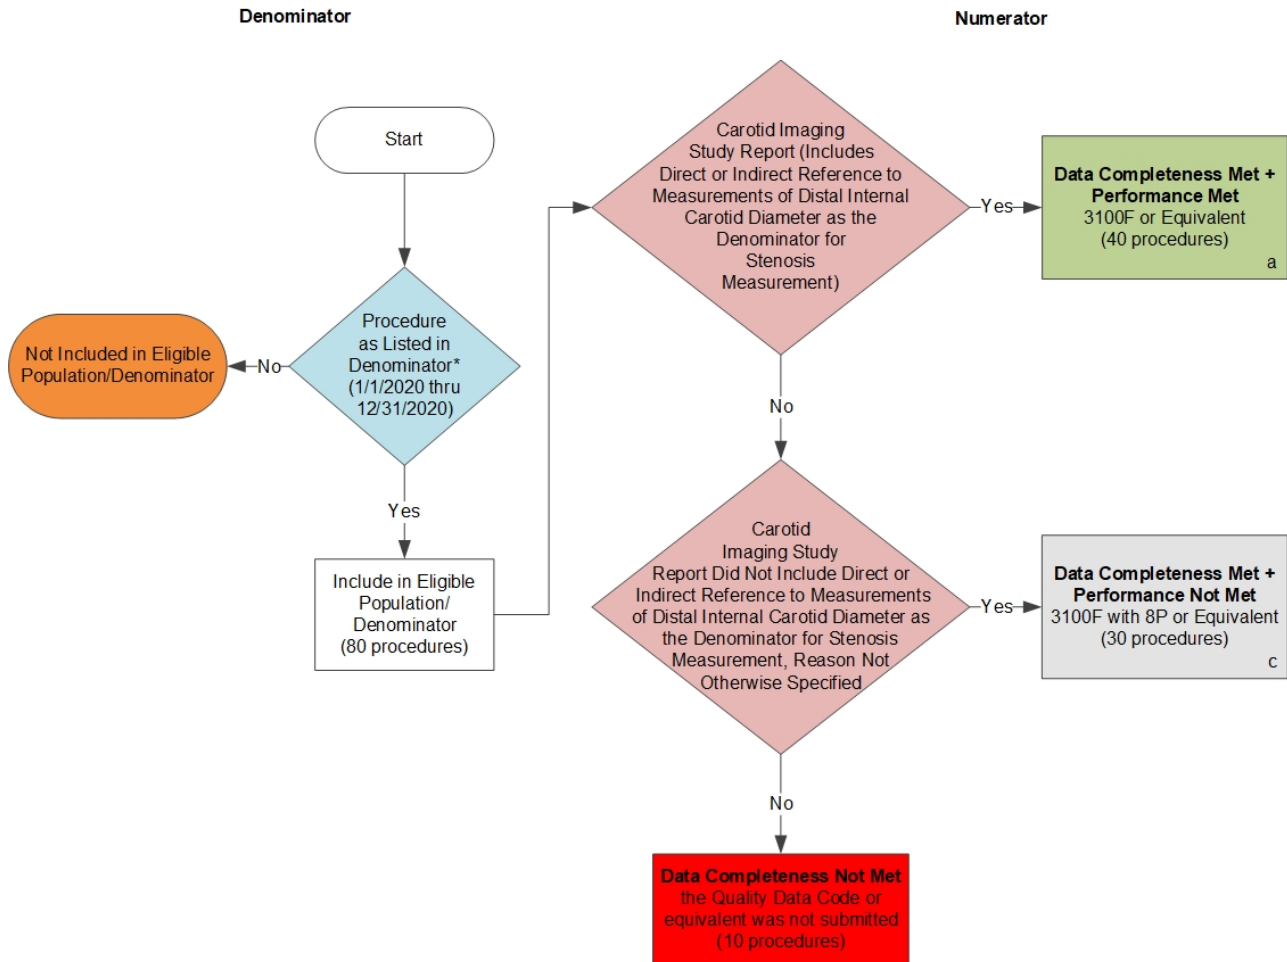 Denominator
Numerator
Start
Procedure
as Listed in
Denominator*
(1/1/2020 thru
12/31/2020)
No
Not Included in Eligible
Population/Denominator
Yes
Include in Eligible
Population/
Denominator
(80 procedures)
Carotid Imaging
Study Report (Includes
Direct or Indirect Reference to
Measurements of Distal Internal
Carotid Diameter as the
Denominator for
Stenosis
Measurement)
Yes
Data Completeness Met +
Performance Met
3100F or Equivalent
(40 procedures)
a
No
Carotid
Imaging Study
Report Did Not Include Direct or
Indirect Reference to Measurements
of Distal Internal Carotid Diameter as
the Denominator for Stenosis
Measurement, Reason Not
Otherwise Specified
Yes
Data Completeness Met +
Performance Not Met
3100F with 8P or Equivalent
(30 procedures)
c
No
Data Completeness Not Met
the Quality Data Code or
equivalent was not submitted
(10 procedures)